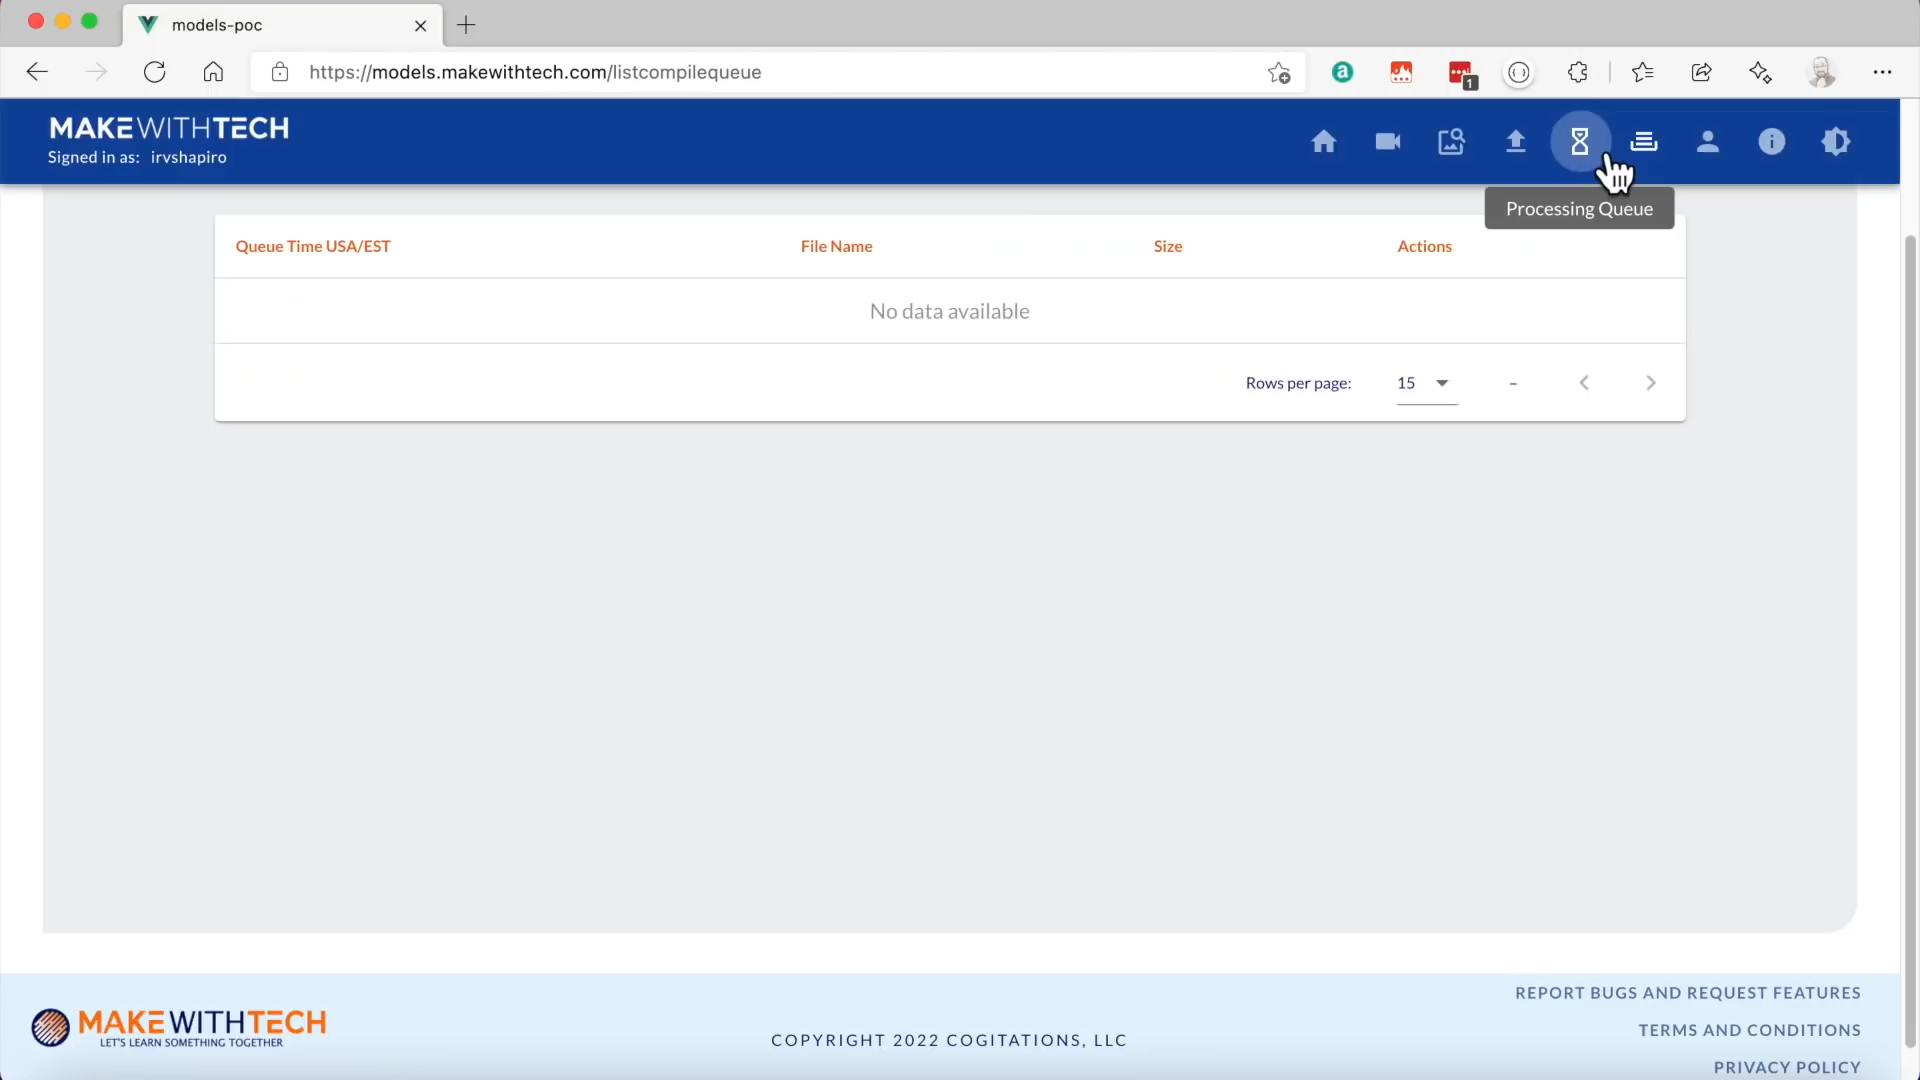 models-poc
https://models.makewithtech.com/listcompilequeue
1
MAKEWITHTECH
Signed in as: irvshapiro
Processing Queue
Queue Time USA/EST File Name Size Actions
No data available
Rows per page: 15 –
MAKEWITHTECH
LET'S LEARN SOMETHING TOGETHER
COPYRIGHT 2022 COGITATIONS, LLC
REPORT BUGS AND REQUEST FEATURES
TERMS AND CONDITIONS
PRIVACY POLICY